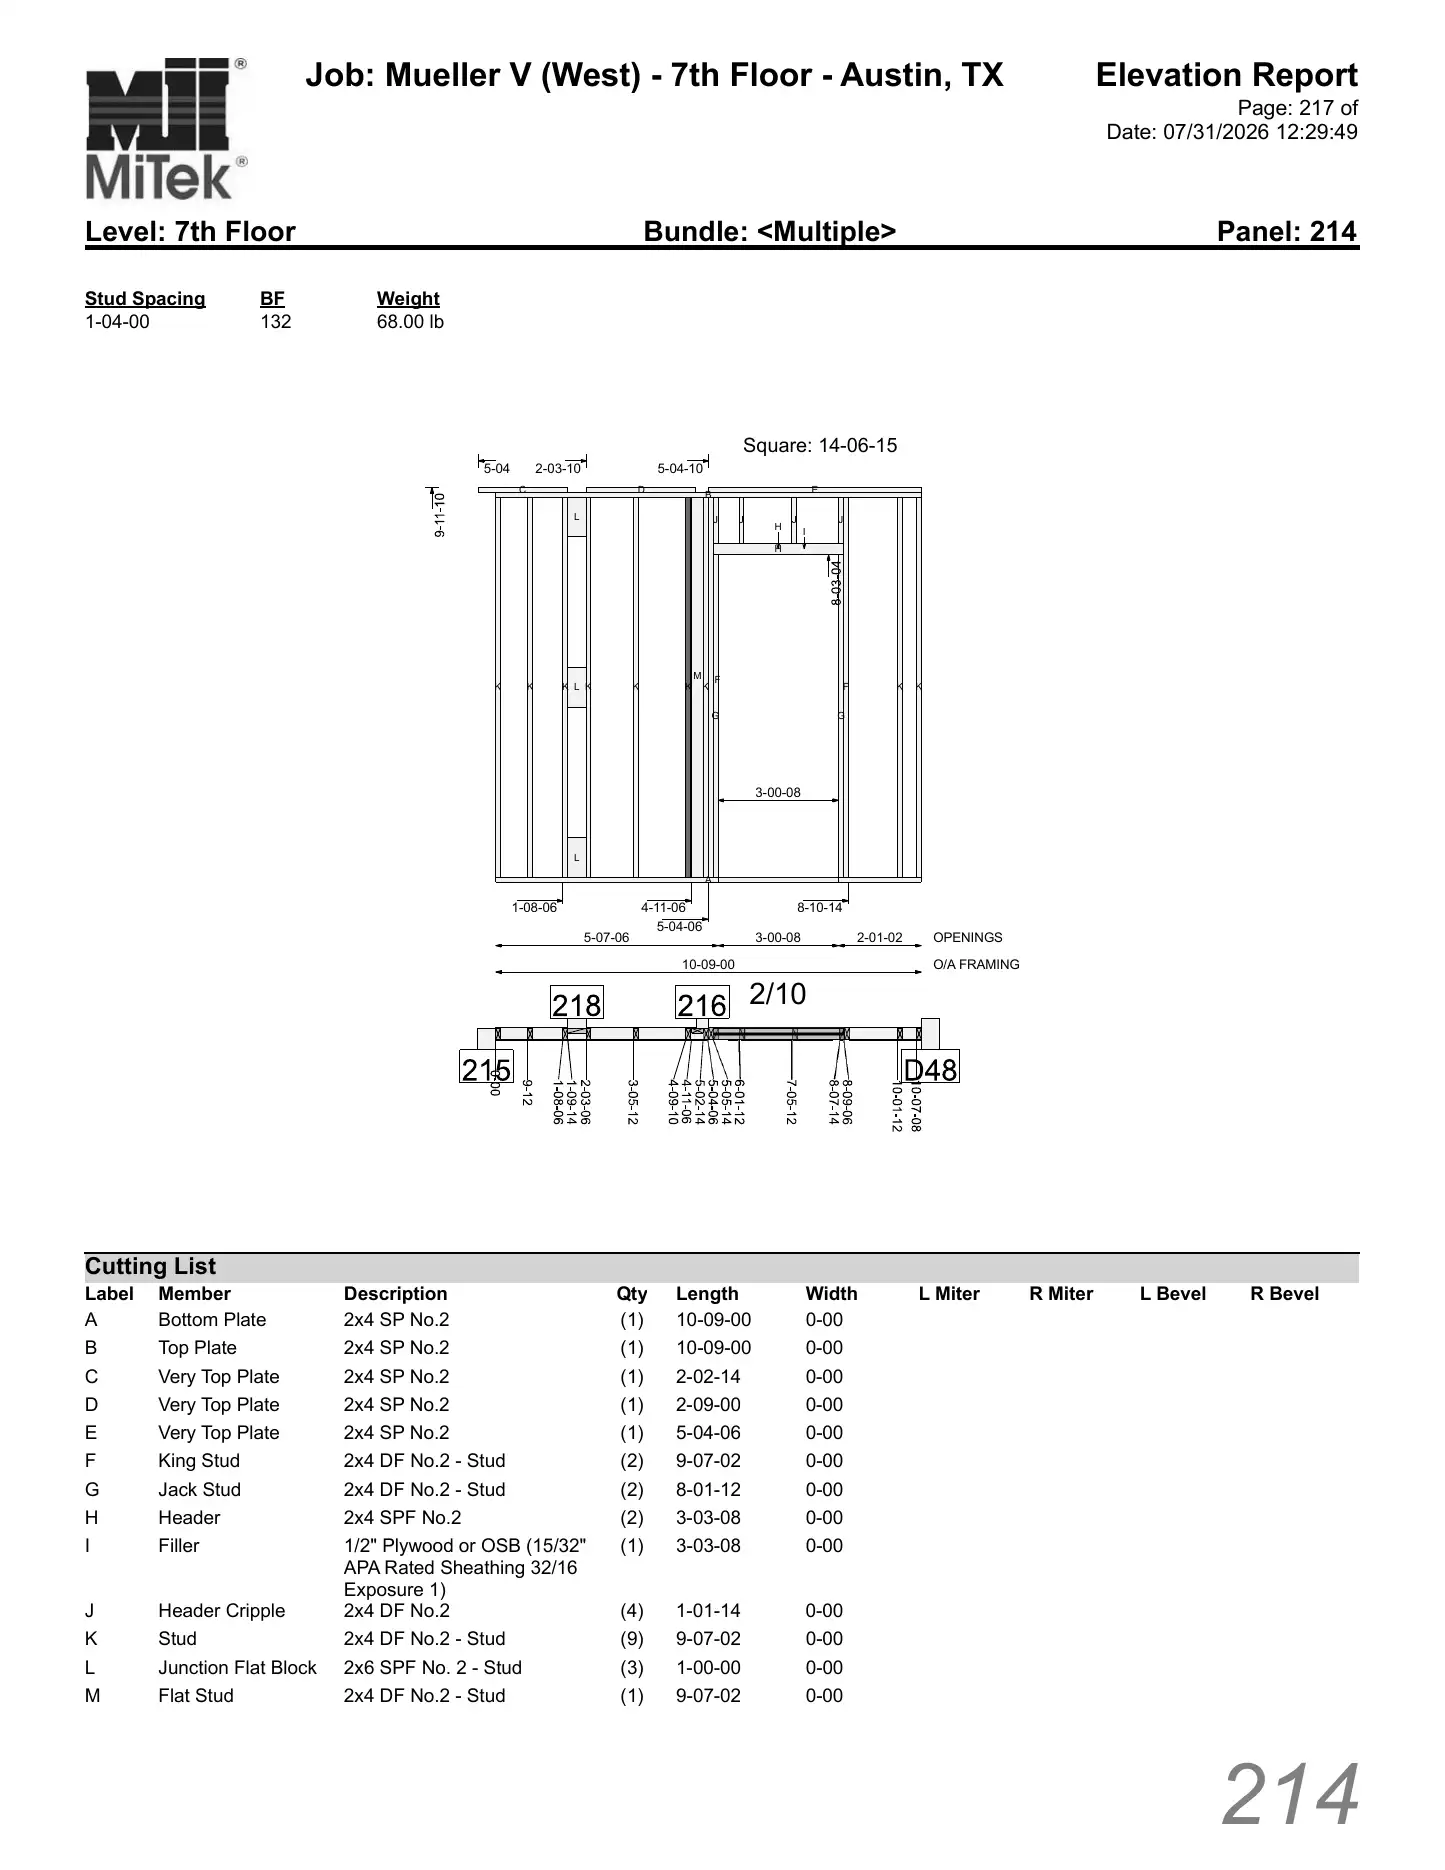 Job: Mueller V (West) - 7th Floor - Austin, TX
Elevation Report
Page: 217 of
Date: 07/31/2026 12:29:49
MiTek®
Level: 7th Floor Bundle: <Multiple> Panel: 214
Stud Spacing BF Weight
1-04-00 132 68.00 lb
Square: 14-06-15
5-04 2-03-10 5-04-10
C D B E
9-11-10
L J J H I J J
H
8-03-04
K K K L K K K M K F F K K
G G
3-00-08
L
A
1-08-06 4-11-06 8-10-14
5-04-06
5-07-06 3-00-08 2-01-02 OPENINGS
10-09-00 O/A FRAMING
218 216 2/10
215 D48
0-00 9-12 1-08-06 1-09-14 2-03-06 3-05-12 4-09-10 4-11-06 5-02-14 5-04-06 5-05-14 6-01-12 7-05-12 8-07-14 8-09-06 10-01-12 10-07-08
Cutting List
Label Member Description Qty Length Width L Miter R Miter L Bevel R Bevel
A Bottom Plate 2x4 SP No.2 (1) 10-09-00 0-00
B Top Plate 2x4 SP No.2 (1) 10-09-00 0-00
C Very Top Plate 2x4 SP No.2 (1) 2-02-14 0-00
D Very Top Plate 2x4 SP No.2 (1) 2-09-00 0-00
E Very Top Plate 2x4 SP No.2 (1) 5-04-06 0-00
F King Stud 2x4 DF No.2 - Stud (2) 9-07-02 0-00
G Jack Stud 2x4 DF No.2 - Stud (2) 8-01-12 0-00
H Header 2x4 SPF No.2 (2) 3-03-08 0-00
I Filler 1/2" Plywood or OSB (15/32" (1) 3-03-08 0-00
APA Rated Sheathing 32/16
Exposure 1)
J Header Cripple 2x4 DF No.2 (4) 1-01-14 0-00
K Stud 2x4 DF No.2 - Stud (9) 9-07-02 0-00
L Junction Flat Block 2x6 SPF No. 2 - Stud (3) 1-00-00 0-00
M Flat Stud 2x4 DF No.2 - Stud (1) 9-07-02 0-00
214